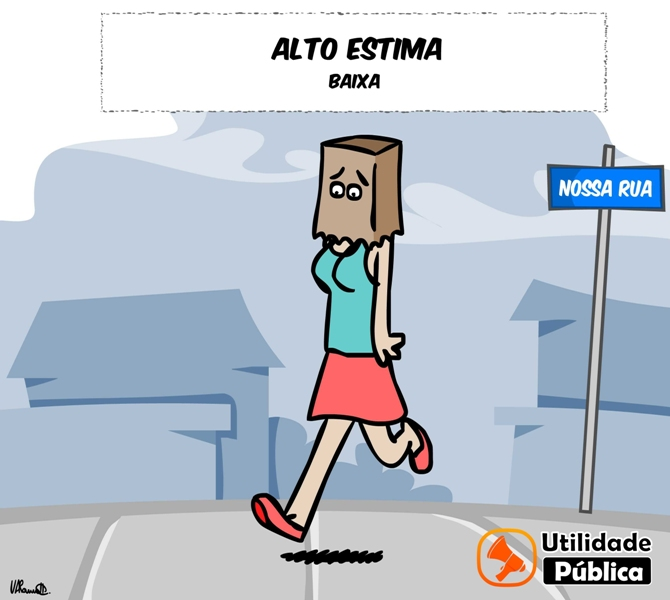 ALTO ESTIMA
BAIXA
NOSSA RUA
Utilidade
Pública